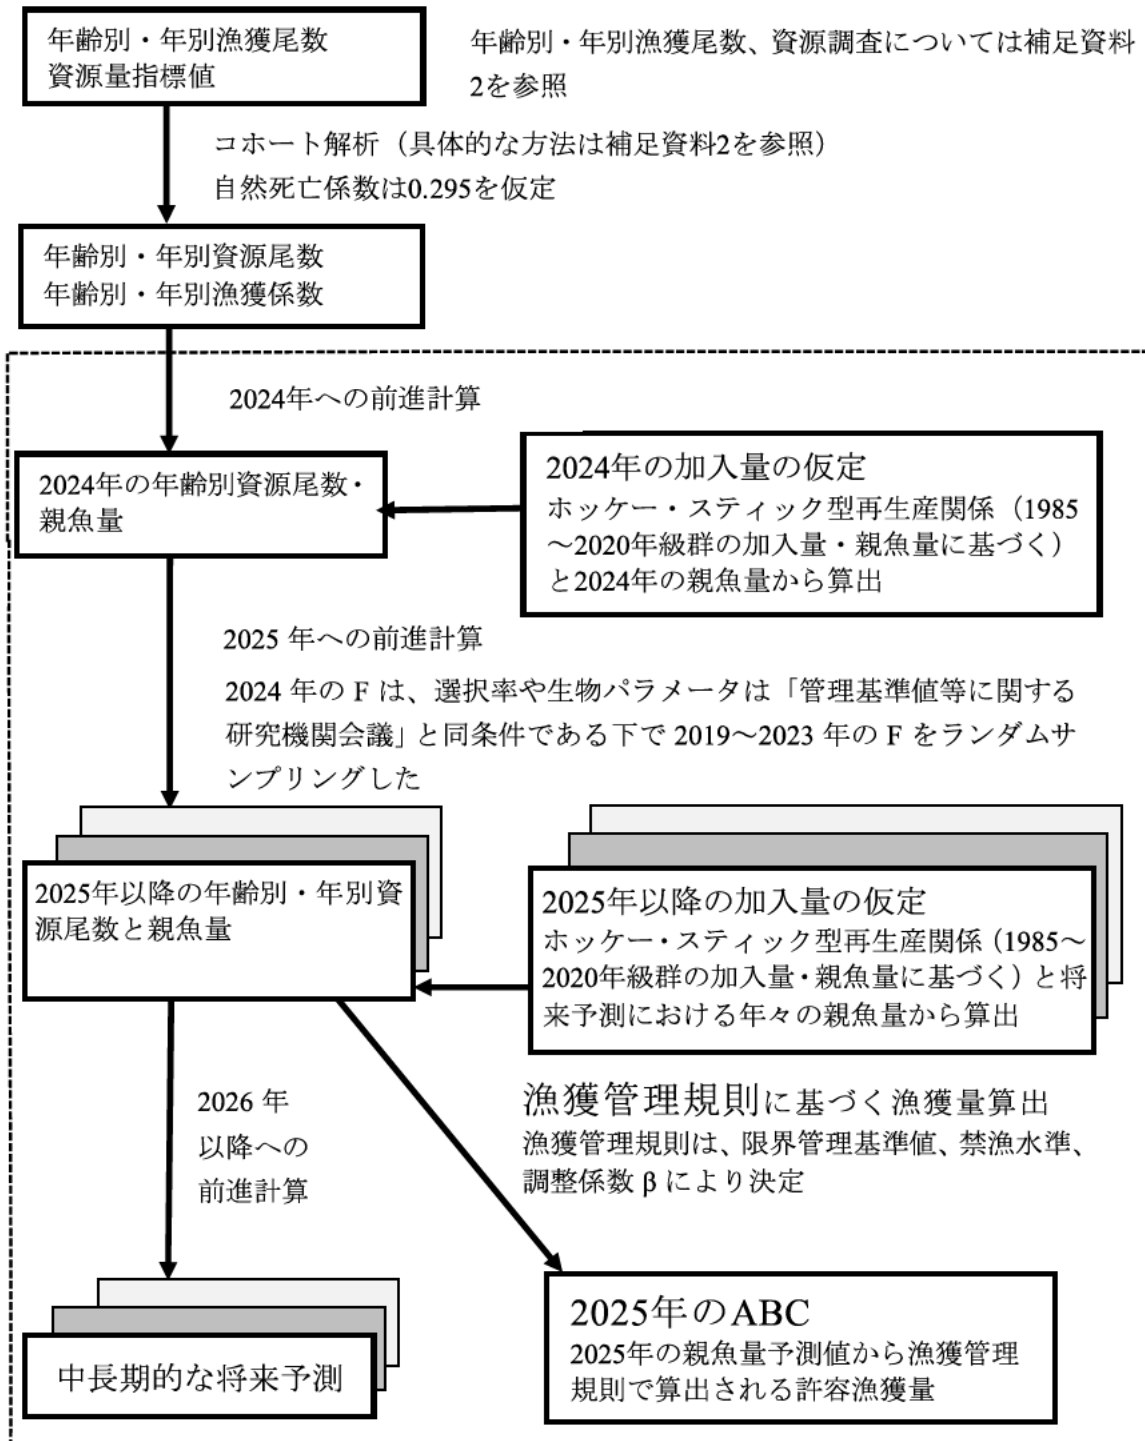 年齢別・年別漁獲尾数
資源量指標値
年齢別・年別漁獲尾数、資源調査については補足資料
2を参照
コホート解析（具体的な方法は補足資料2を参照）
自然死亡係数は0.295を仮定
年齢別・年別資源尾数
年齢別・年別漁獲係数
2024年への前進計算
2024年の年齢別資源尾数・
親魚量
2024年の加入量の仮定
ホッケー・スティック型再生産関係（1985
～2020年級群の加入量・親魚量に基づく）
と2024年の親魚量から算出
2025 年への前進計算
2024 年の F は、選択率や生物パラメータは「管理基準値等に関する
研究機関会議」と同条件である下で 2019～2023 年の F をランダムサ
ンプリングした
2025年以降の年齢別・年別資
源尾数と親魚量
2025年以降の加入量の仮定
ホッケー・スティック型再生産関係（1985～
2020年級群の加入量・親魚量に基づく）と将
来予測における年々の親魚量から算出
2026 年
以降への
前進計算
漁獲管理規則に基づく漁獲量算出
漁獲管理規則は、限界管理基準値、禁漁水準、
調整係数 β により決定
中長期的な将来予測
2025年のABC
2025年の親魚量予測値から漁獲管理
規則で算出される許容漁獲量